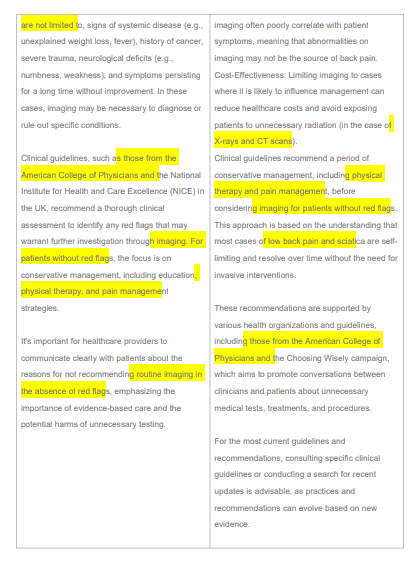 are not limited to, signs of systemic disease (e.g.,
unexplained weight loss, fever), history of cancer,
severe trauma, neurological deficits (e.g.,
numbness, weakness), and symptoms persisting
for a long time without improvement. In these
cases, imaging may be necessary to diagnose or
rule out specific conditions.
Clinical guidelines, such as those from the
American College of Physicians and the National
Institute for Health and Care Excellence (NICE) in
the UK, recommend a thorough clinical
assessment to identify any red flags that may
warrant further investigation through imaging. For
patients without red flags, the focus is on
conservative management, including education,
physical therapy, and pain management
strategies.
It's important for healthcare providers to
communicate clearly with patients about the
reasons for not recommending routine imaging in
the absence of red flags, emphasizing the
importance of evidence-based care and the
potential harms of unnecessary testing.
imaging often poorly correlate with patient
symptoms, meaning that abnormalities on
imaging may not be the source of back pain.
Cost-Effectiveness: Limiting imaging to cases
where it is likely to influence management can
reduce healthcare costs and avoid exposing
patients to unnecessary radiation (in the case of
X-rays and CT scans).
Clinical guidelines recommend a period of
conservative management, including physical
therapy and pain management, before
considering imaging for patients without red flags.
This approach is based on the understanding that
most cases of low back pain and sciatica are self-
limiting and resolve over time without the need for
invasive interventions.
These recommendations are supported by
various health organizations and guidelines,
including those from the American College of
Physicians and the Choosing Wisely campaign,
which aims to promote conversations between
clinicians and patients about unnecessary
medical tests, treatments, and procedures.
For the most current guidelines and
recommendations, consulting specific clinical
guidelines or conducting a search for recent
updates is advisable, as practices and
recommendations can evolve based on new
evidence.